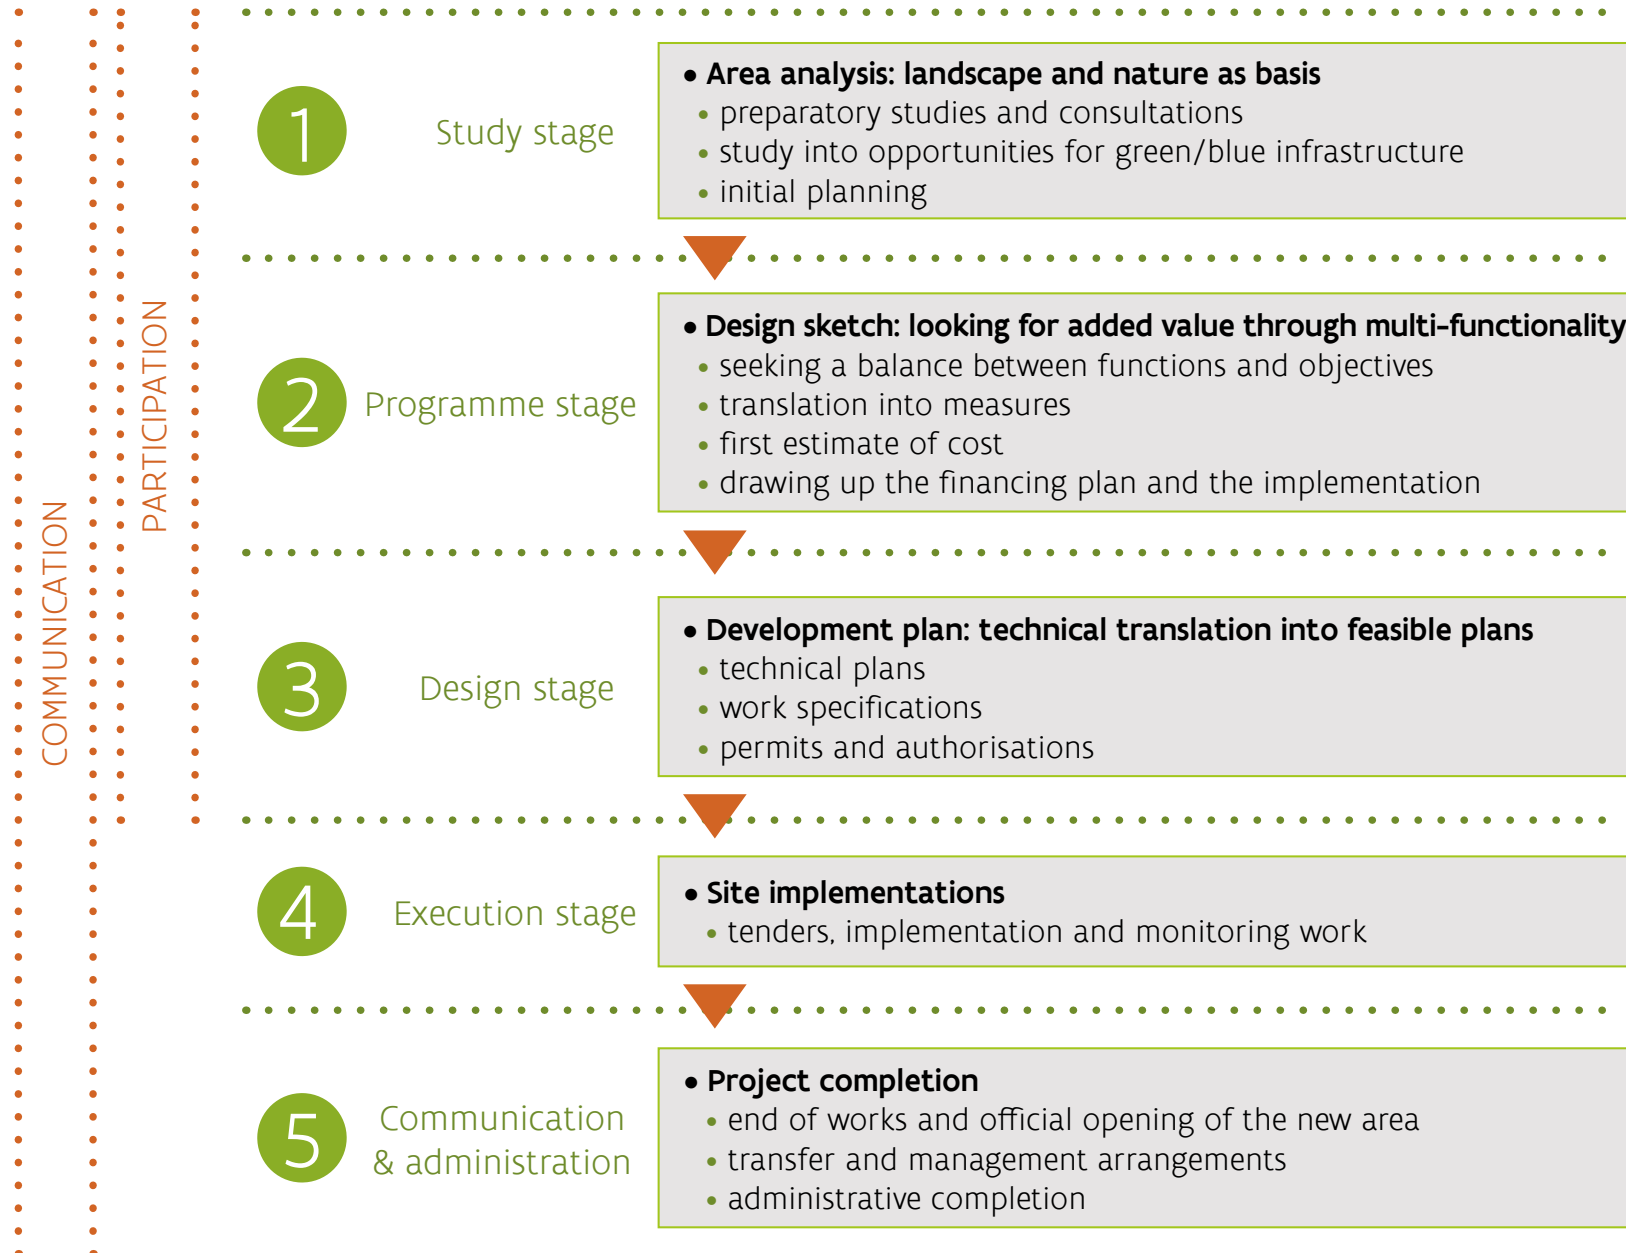 COMMUNICATION
PARTICIPATION
1
Study stage
• Area analysis: landscape and nature as basis
• preparatory studies and consultations
• study into opportunities for green/blue infrastructure
• initial planning
2
Programme stage
• Design sketch: looking for added value through multi-functionality
• seeking a balance between functions and objectives
• translation into measures
• first estimate of cost
• drawing up the financing plan and the implementation
3
Design stage
• Development plan: technical translation into feasible plans
• technical plans
• work specifications
• permits and authorisations
4
Execution stage
• Site implementations
• tenders, implementation and monitoring work
5
Communication
& administration
• Project completion
• end of works and official opening of the new area
• transfer and management arrangements
• administrative completion